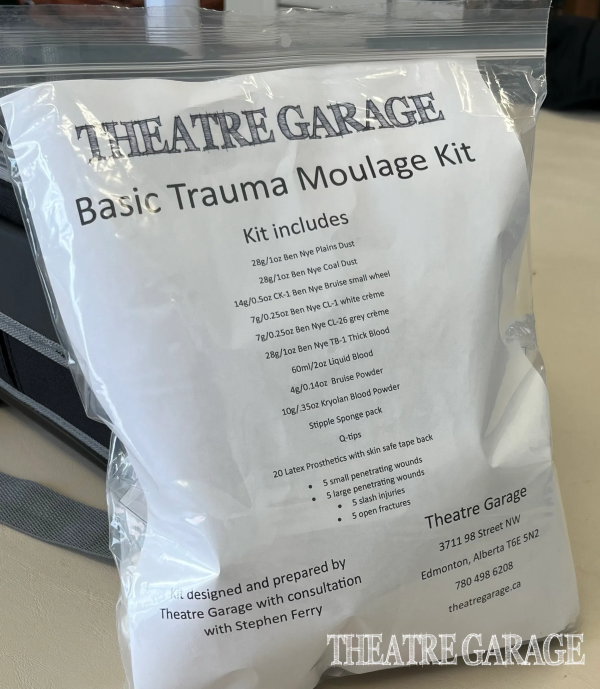 THEATRE GARAGE
Basic Trauma Moulage Kit
Kit includes
28g/1oz Ben Nye Plains Dust
28g/1oz Ben Nye Coal Dust
14g/0.5oz CK-1 Ben Nye Bruise small wheel
7g/0.25oz Ben Nye CL-1 white crème
7g/0.25oz Ben Nye CL-26 grey crème
28g/1oz Ben Nye TB-1 Thick Blood
60ml/2oz Liquid Blood
4g/0.14oz Bruise Powder
10g/.35oz Kryolan Blood Powder
Stipple Sponge pack
Q-tips
20 Latex Prosthetics with skin safe tape back
• 5 small penetrating wounds
• 5 large penetrating wounds
• 5 slash injuries
• 5 open fractures
Kit designed and prepared by
Theatre Garage with consultation
with Stephen Ferry
Theatre Garage
3711 98 Street NW
Edmonton, Alberta T6E 5N2
780 498 6208
theatregarage.ca
THEATRE GARAGE